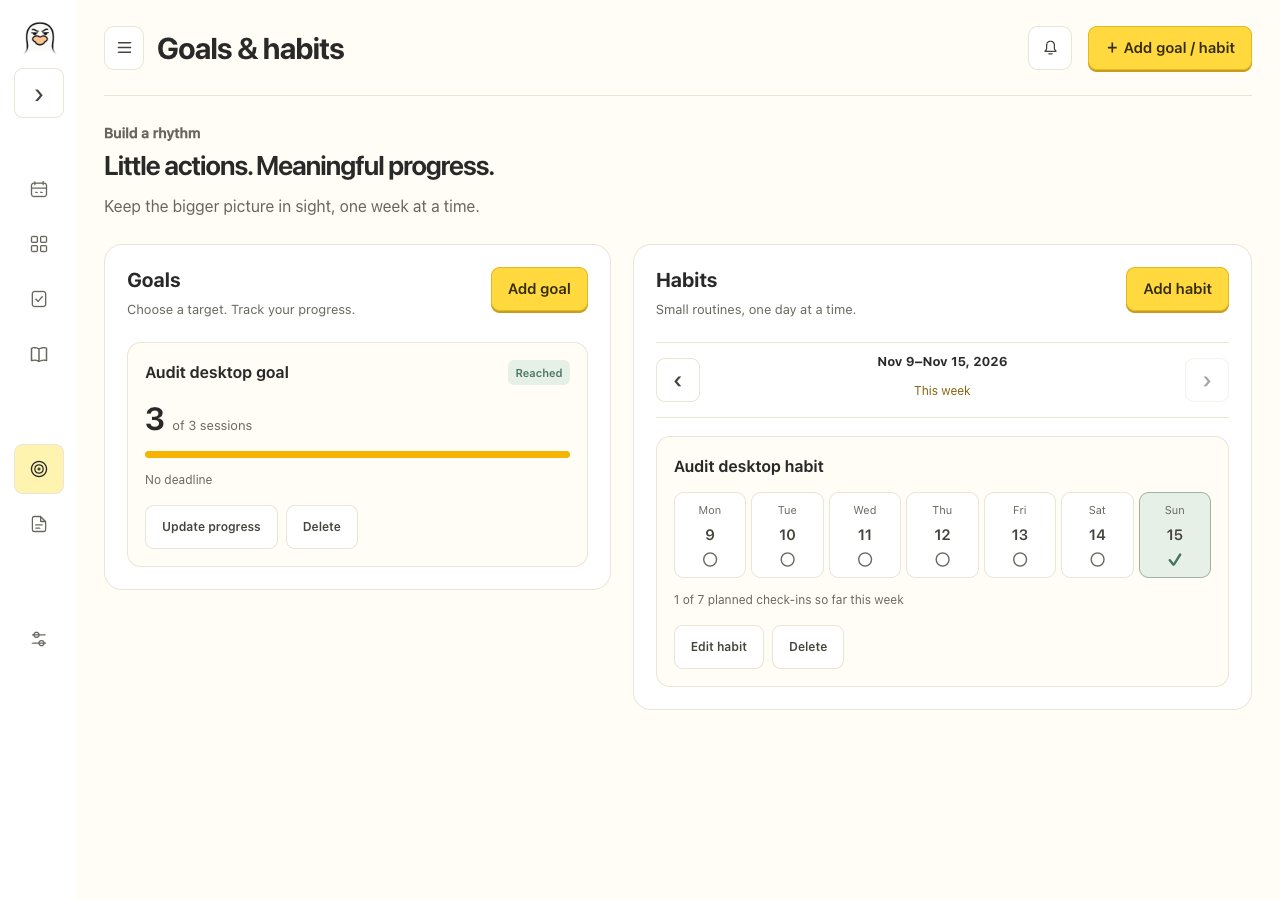 Goals & habits
+ Add goal / habit
Build a rhythm
Little actions. Meaningful progress.
Keep the bigger picture in sight, one week at a time.
Goals
Add goal
Choose a target. Track your progress.
Audit desktop goal
Reached
3 of 3 sessions
No deadline
Update progress
Delete
Habits
Add habit
Small routines, one day at a time.
Nov 9–Nov 15, 2026
This week
Audit desktop habit
Mon Tue Wed Thu Fri Sat Sun
9 10 11 12 13 14 15
1 of 7 planned check-ins so far this week
Edit habit
Delete